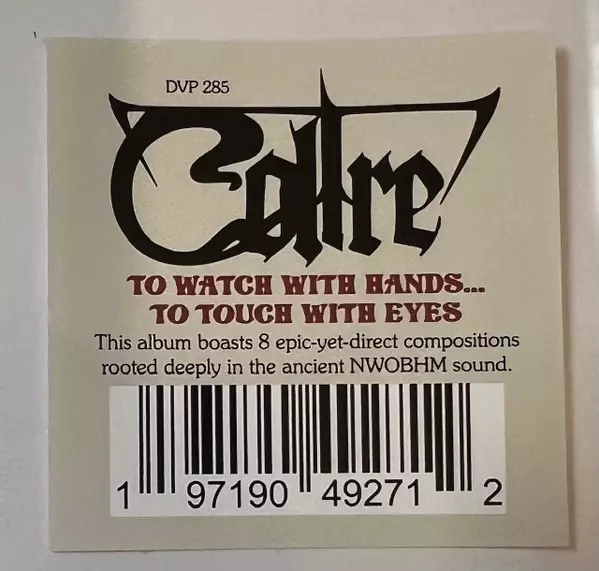 DVP 285
Coltre
TO WATCH WITH HANDS...
TO TOUCH WITH EYES
This album boasts 8 epic-yet-direct compositions
rooted deeply in the ancient NWOBHM sound.
1 97190 49271 2